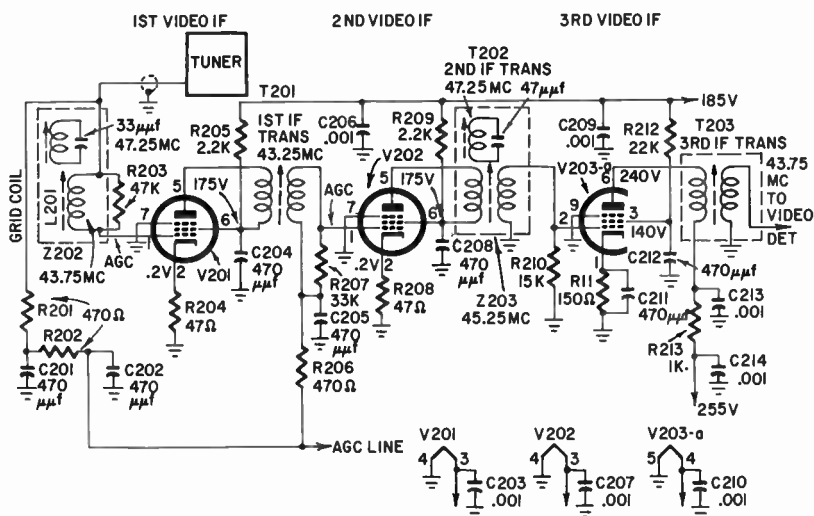 1ST VIDEO IF
2ND VIDEO IF
3RD VIDEO IF
TUNER
T201
1ST IF
TRANS
43.25MC
T202
2ND IF TRANS
47.25MC
47μμf
185V
33μμf
47.25MC
R203
47K
L201
GRID COIL
Z202
43.75MC
AGC
R205
2.2K
5
7
175V
6
.2V
2
V201
C204
470
μμf
R204
47Ω
R201
470Ω
R202
C201
470
μμf
C202
470
μμf
C206
.001
R209
2.2K
V202
AGC
5
7
175V
6
.2V
2
R207
33K
C205
470
μμf
R206
470Ω
R208
47Ω
C208
470
μμf
Z203
45.25MC
C209
.001
R212
22K
V203-a
6
240V
9
2
3
140V
1
R210
15K
R11
150Ω
C211
470μμf
C212
470μμf
T203
3RD IF TRANS
43.75
MC
TO
VIDEO
DET
C213
.001
R213
1K.
C214
.001
255V
AGC LINE
V201
4
3
C203
.001
V202
4
3
C207
.001
V203-a
5
4
C210
.001